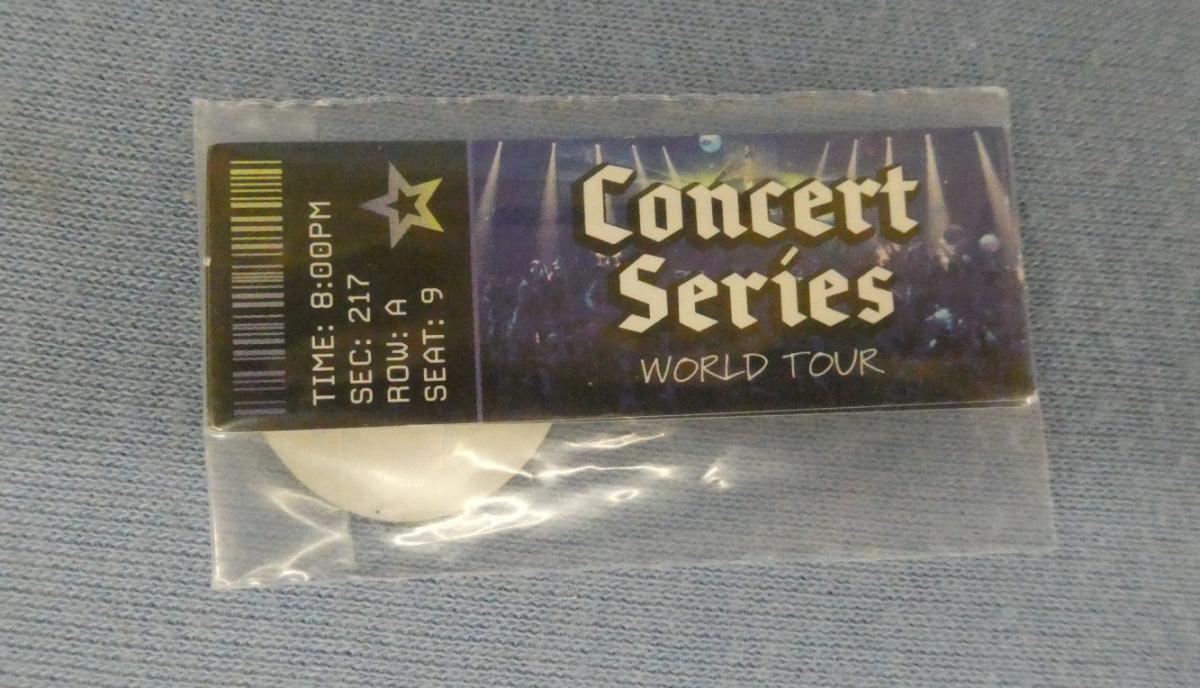 TIME: 8:00PM
SEC: 217
ROW: A
SEAT: 9
Concert
Series
WORLD TOUR